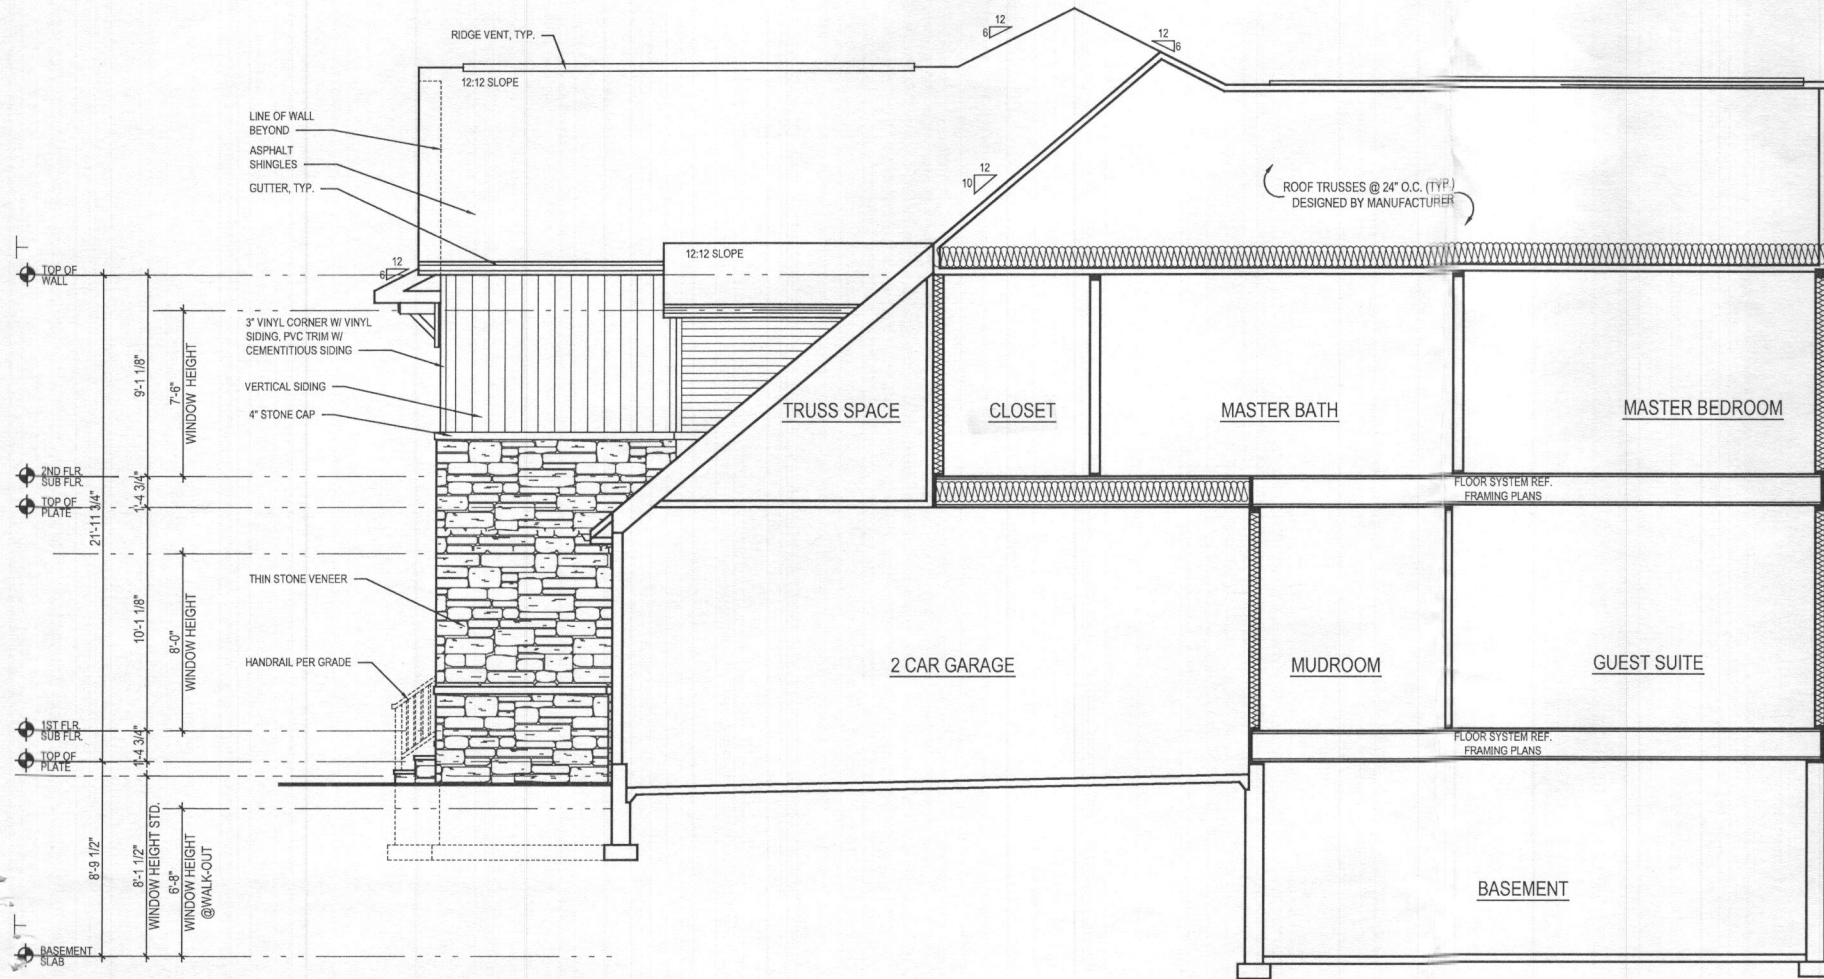 RIDGE VENT, TYP.
12
6
12
6
12:12 SLOPE
LINE OF WALL
BEYOND
ASPHALT
SHINGLES
GUTTER, TYP.
12
10
ROOF TRUSSES @ 24" O.C. (TYP.)
DESIGNED BY MANUFACTURER
12:12 SLOPE
12
6
TOP OF
WALL
3" VINYL CORNER W/ VINYL
SIDING, PVC TRIM W/
CEMENTITIOUS SIDING
VERTICAL SIDING
4" STONE CAP
9'-1 1/8"
7'-6"
WINDOW HEIGHT
TRUSS SPACE
CLOSET
MASTER BATH
MASTER BEDROOM
2ND FLR.
SUB FLR.
TOP OF
PLATE
1'-4 3/4"
21'-11 3/4"
FLOOR SYSTEM REF.
FRAMING PLANS
THIN STONE VENEER
10'-1 1/8"
8'-0"
WINDOW HEIGHT
HANDRAIL PER GRADE
2 CAR GARAGE
MUDROOM
GUEST SUITE
1ST FLR.
SUB FLR.
TOP OF
PLATE
1'-4 3/4"
FLOOR SYSTEM REF.
FRAMING PLANS
8'-9 1/2"
8'-1 1/2"
WINDOW HEIGHT STD.
6'-8"
WINDOW HEIGHT
@WALK-OUT
BASEMENT
BASEMENT
SLAB